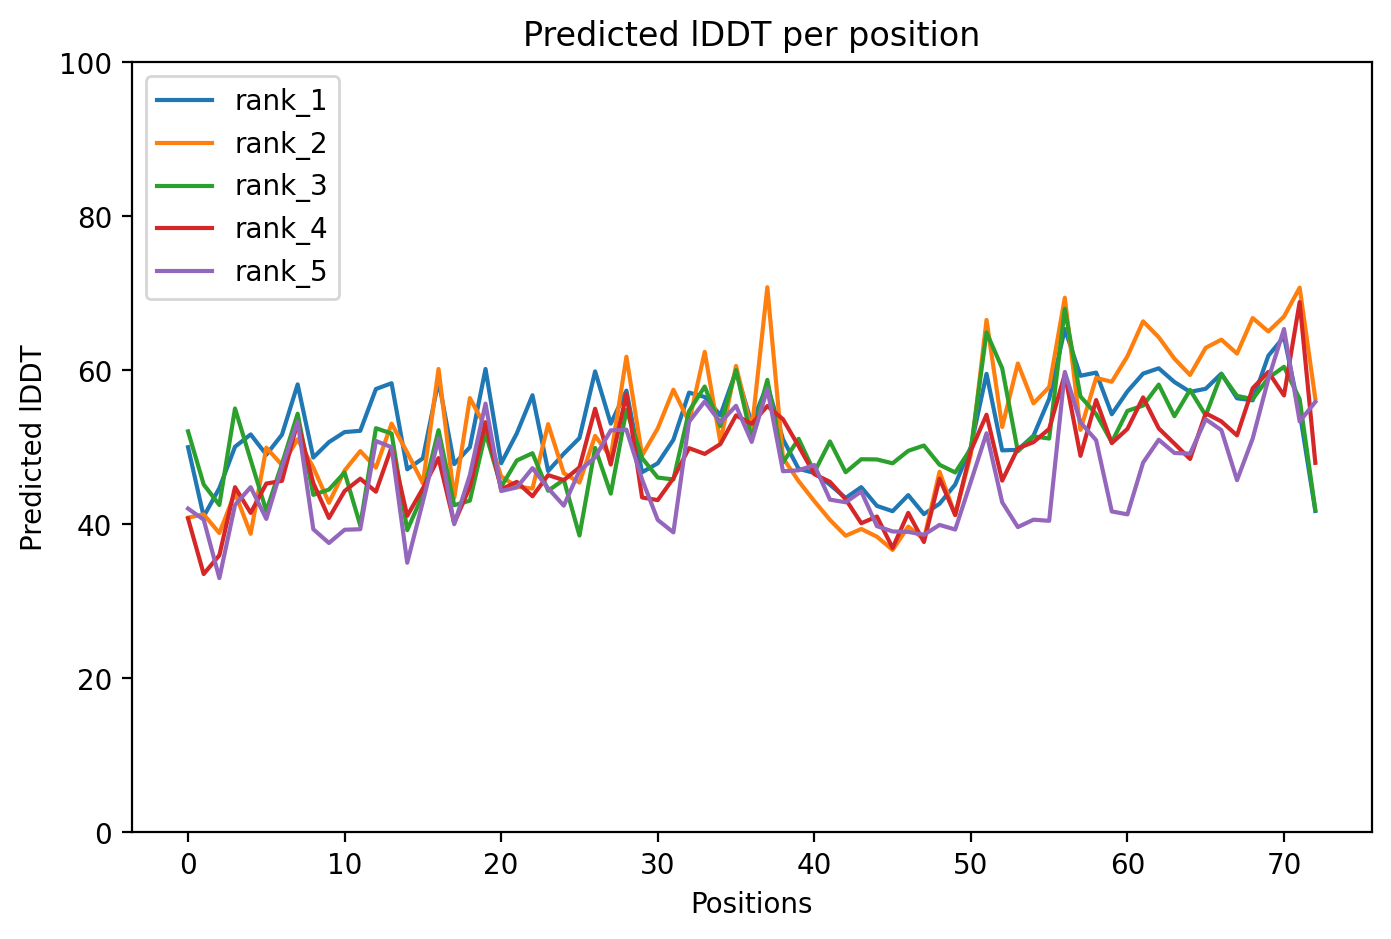 Predicted lDDT per position
100
80
60
40
20
0
Predicted lDDT
rank_1
rank_2
rank_3
rank_4
rank_5
0 10 20 30 40 50 60 70
Positions